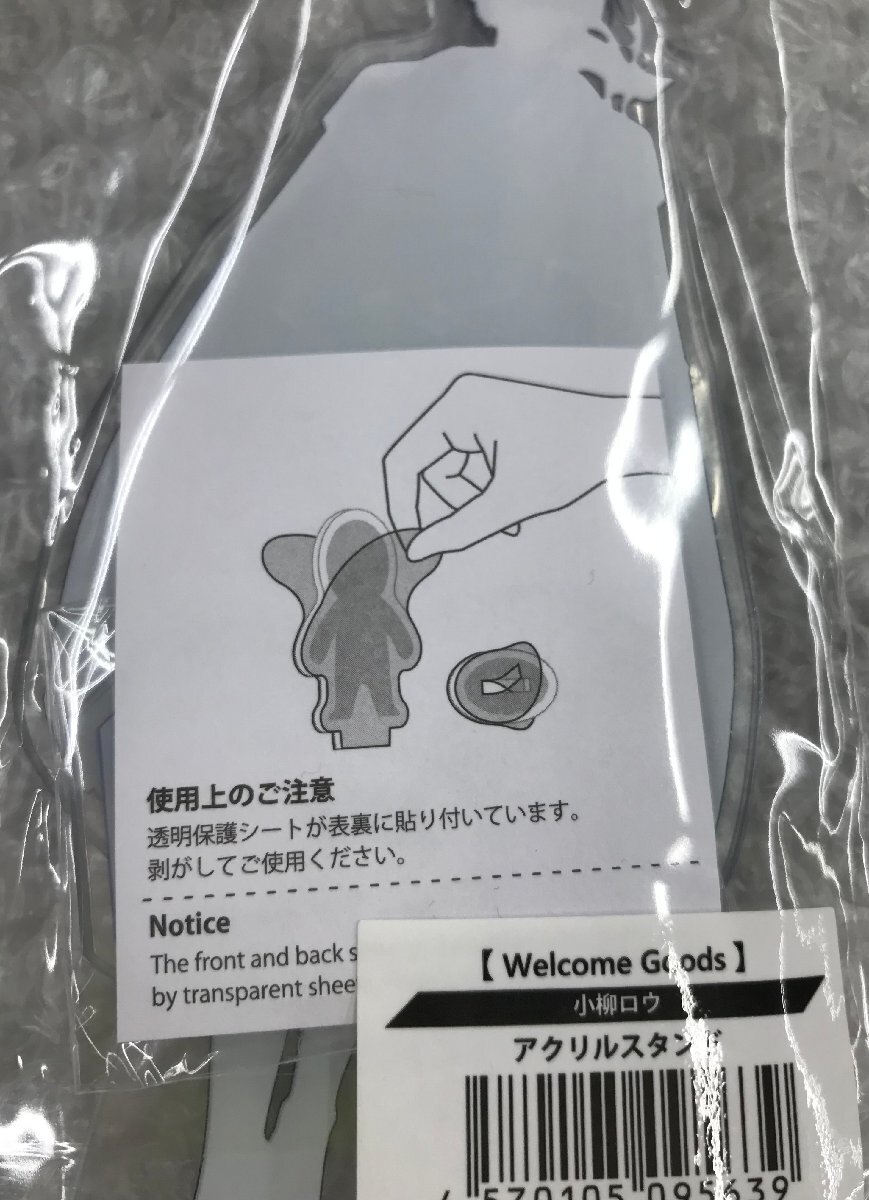 使用上のご注意
透明保護シートが表裏に貼り付いています。
剥がしてご使用ください。
Notice
The front and back s
by transparent shee
【 Welcome Goods 】
小柳ロウ
アクリルスタンド
4 570105 095639